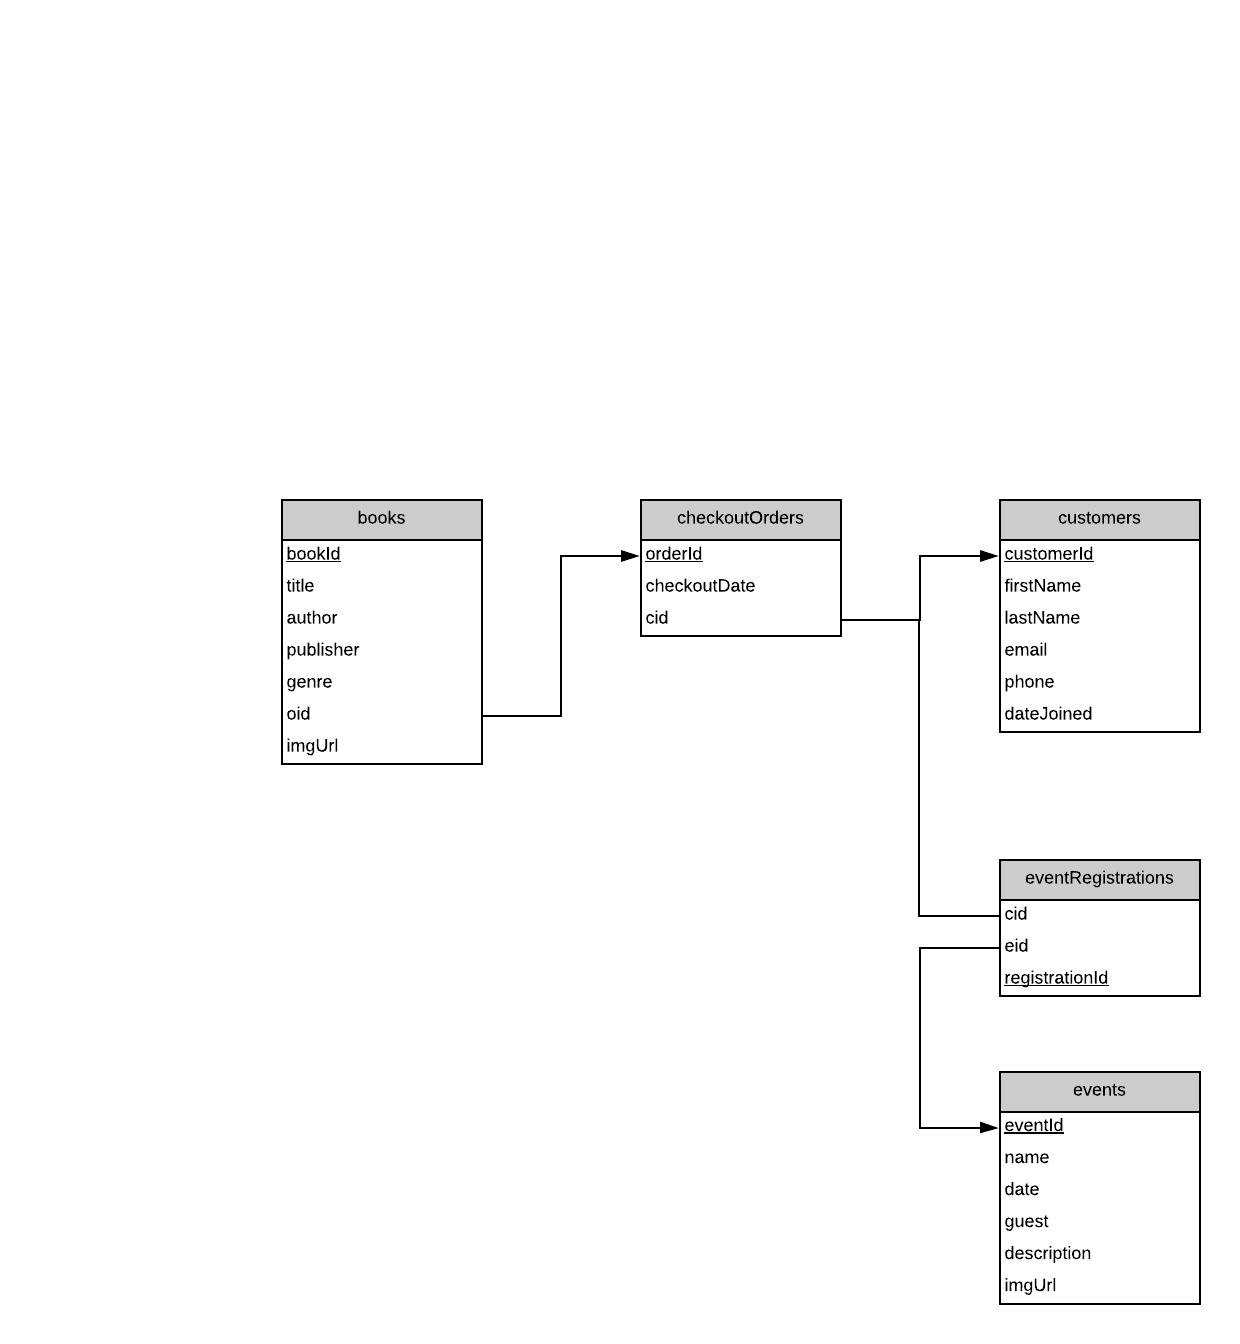 books
bookId
title
author
publisher
genre
oid
imgUrl
checkoutOrders
orderId
checkoutDate
cid
customers
customerId
firstName
lastName
email
phone
dateJoined
eventRegistrations
cid
eid
registrationId
events
eventId
name
date
guest
description
imgUrl